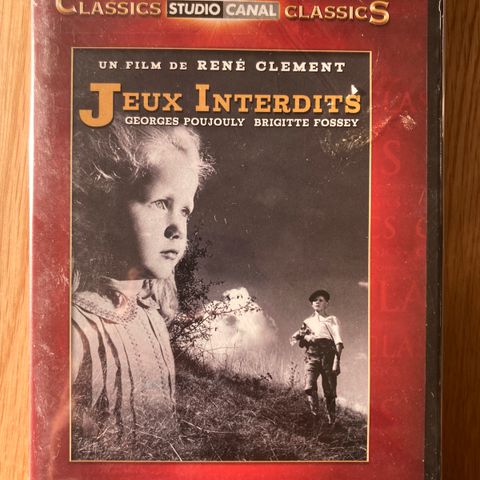 CLASSICS STUDIO CANAL CLASSICS
UN FILM DE RENÉ CLEMENT
JEUX INTERDITS
GEORGES POUJOULY BRIGITTE FOSSEY